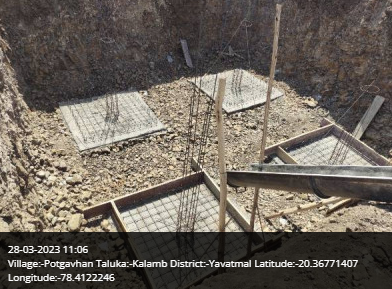 28-03-2023 11:06
Village:-Potgavhan Taluka:-Kalamb District:-Yavatmal Latitude:-20.36771407
Longitude:-78.4122246